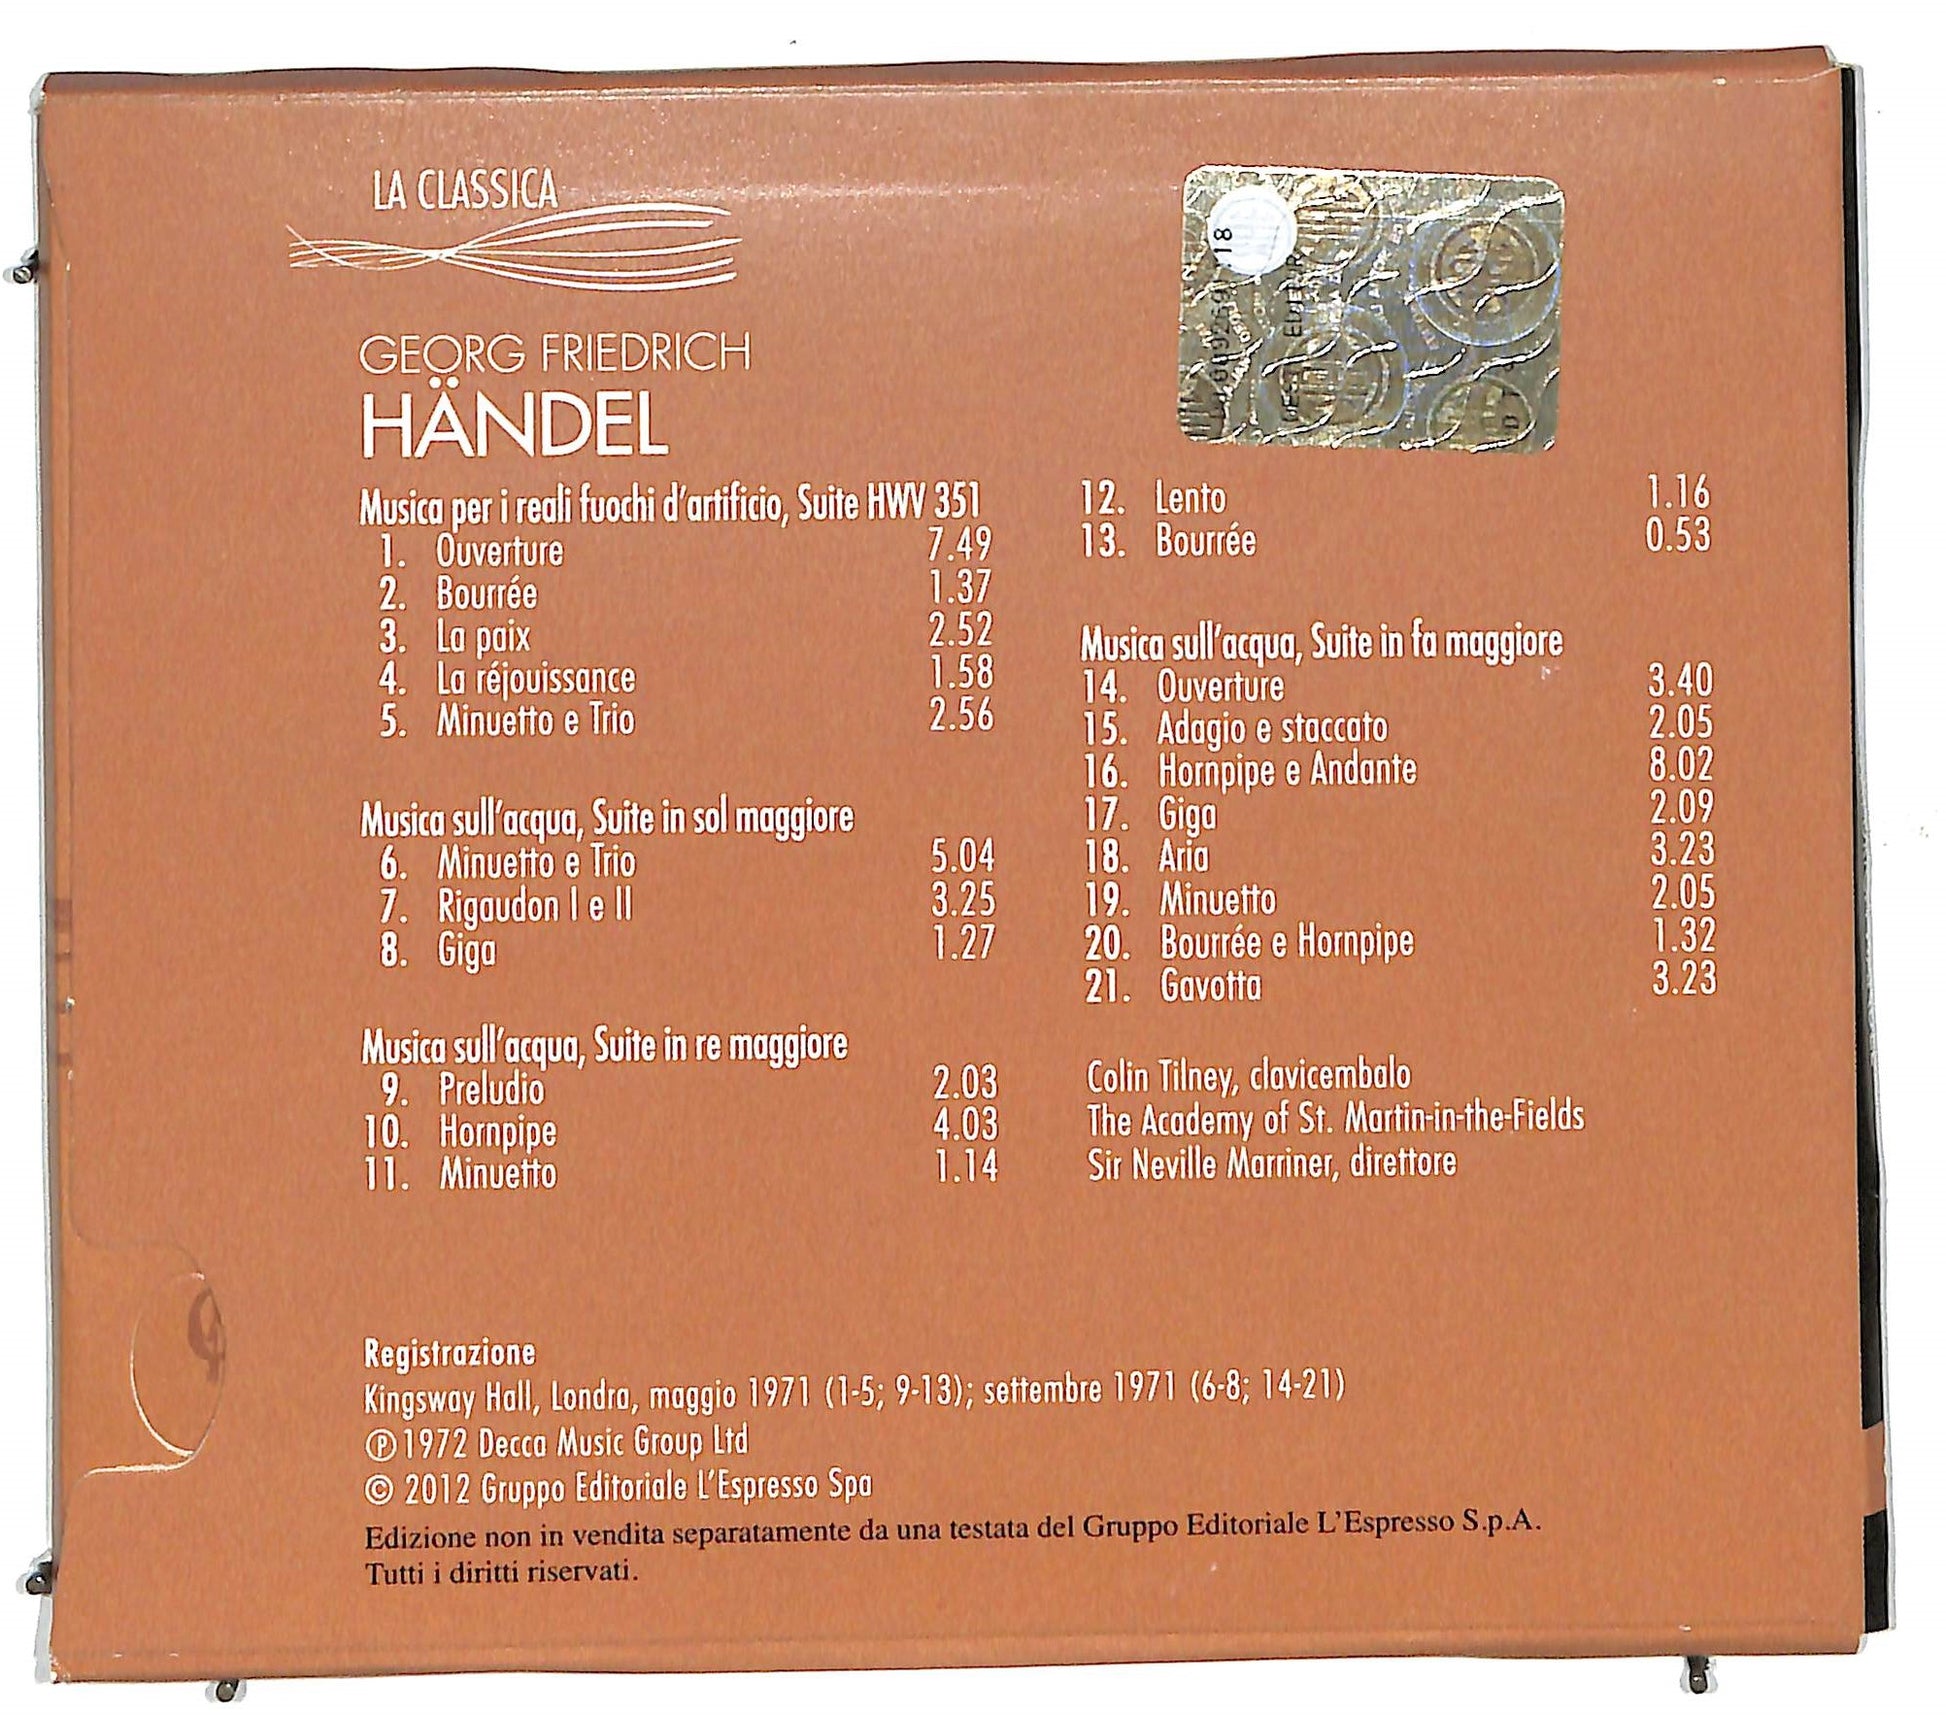 LA CLASSICA
GEORG FRIEDRICH
HÄNDEL
Musica per i reali fuochi d'artificio, Suite HWV 351
1. Ouverture 7.49
2. Bourrée 1.37
3. La paix 2.52
4. La réjouissance 1.58
5. Minuetto e Trio 2.56
Musica sull'acqua, Suite in sol maggiore
6. Minuetto e Trio 5.04
7. Rigaudon I e II 3.25
8. Giga 1.27
Musica sull'acqua, Suite in re maggiore
9. Preludio 2.03
10. Hornpipe 4.03
11. Minuetto 1.14
12. Lento 1.16
13. Bourrée 0.53
Musica sull'acqua, Suite in fa maggiore
14. Ouverture 3.40
15. Adagio e staccato 2.05
16. Hornpipe e Andante 8.02
17. Giga 2.09
18. Aria 3.23
19. Minuetto 2.05
20. Bourrée e Hornpipe 1.32
21. Gavotta 3.23
Colin Tilney, clavicembalo
The Academy of St. Martin-in-the-Fields
Sir Neville Marriner, direttore
Registrazione
Kingsway Hall, Londra, maggio 1971 (1-5; 9-13); settembre 1971 (6-8; 14-21)
℗ 1972 Decca Music Group Ltd
© 2012 Gruppo Editoriale L'Espresso Spa
Edizione non in vendita separatamente da una testata del Gruppo Editoriale L'Espresso S.p.A.
Tutti i diritti riservati.